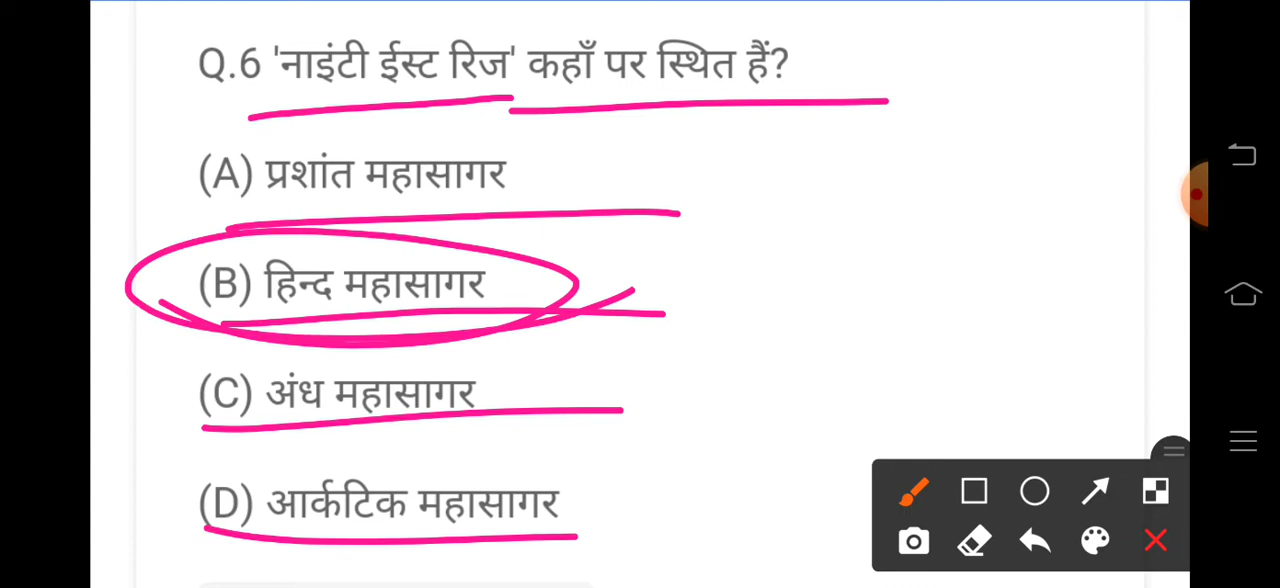 Q.6 'नाइंटी ईस्ट रिज' कहाँ पर स्थित हैं?
(A) प्रशांत महासागर
(B) हिन्द महासागर
(C) अंध महासागर
(D) आर्कटिक महासागर